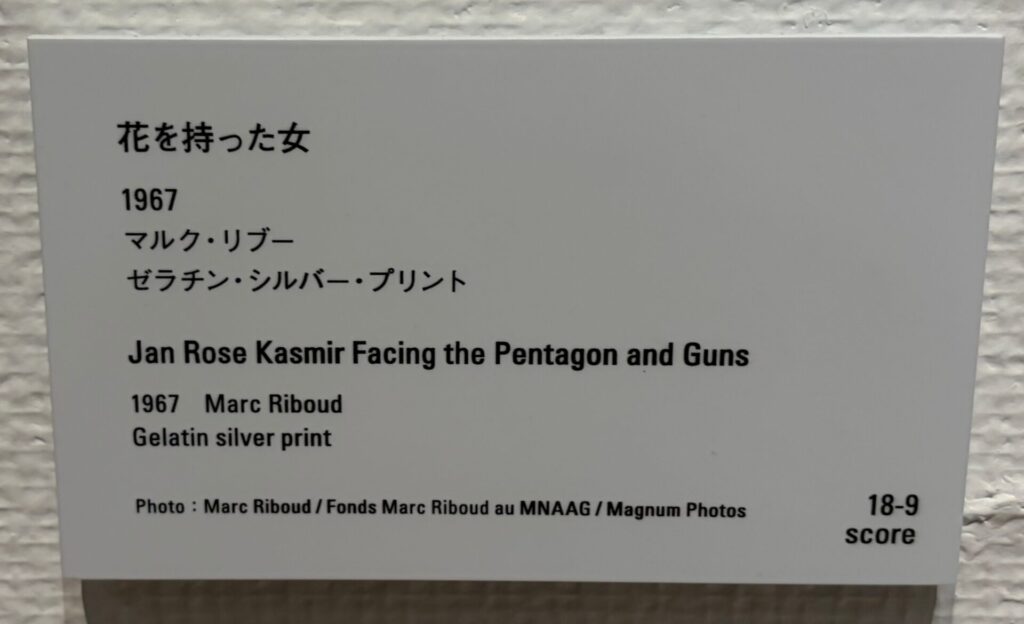 花を持った女
1967
マルク・リブー
ゼラチン・シルバー・プリント
Jan Rose Kasmir Facing the Pentagon and Guns
1967 Marc Riboud
Gelatin silver print
Photo : Marc Riboud / Fonds Marc Riboud au MNAAG / Magnum Photos
18-9
score